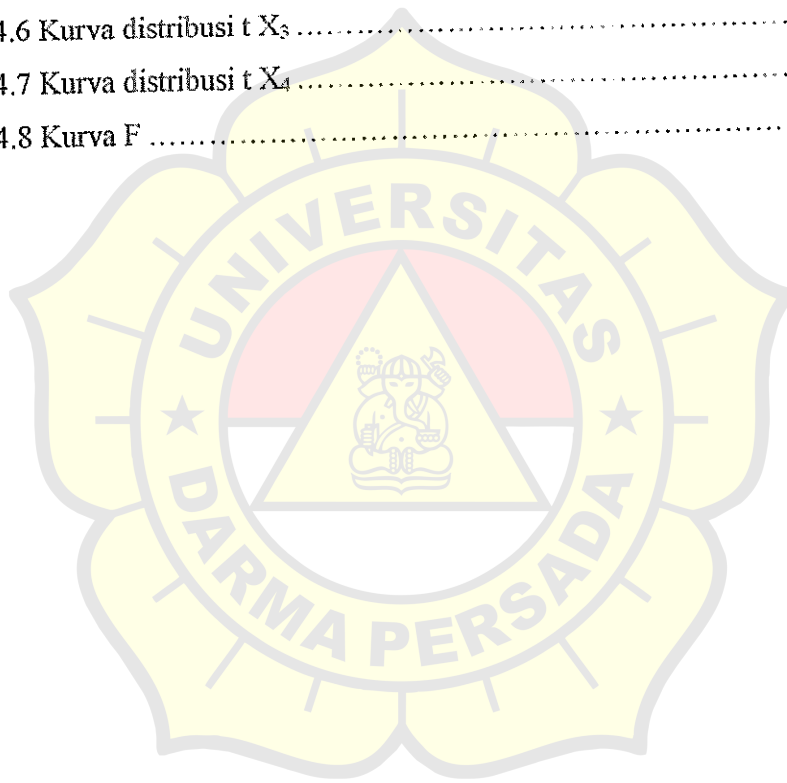 4.6 Kurva distribusi t X₃ ........................................................
4.7 Kurva distribusi t X₄ ........................................................
4.8 Kurva F ........................................................................
UNIVERSITAS
DARMA PERSADA